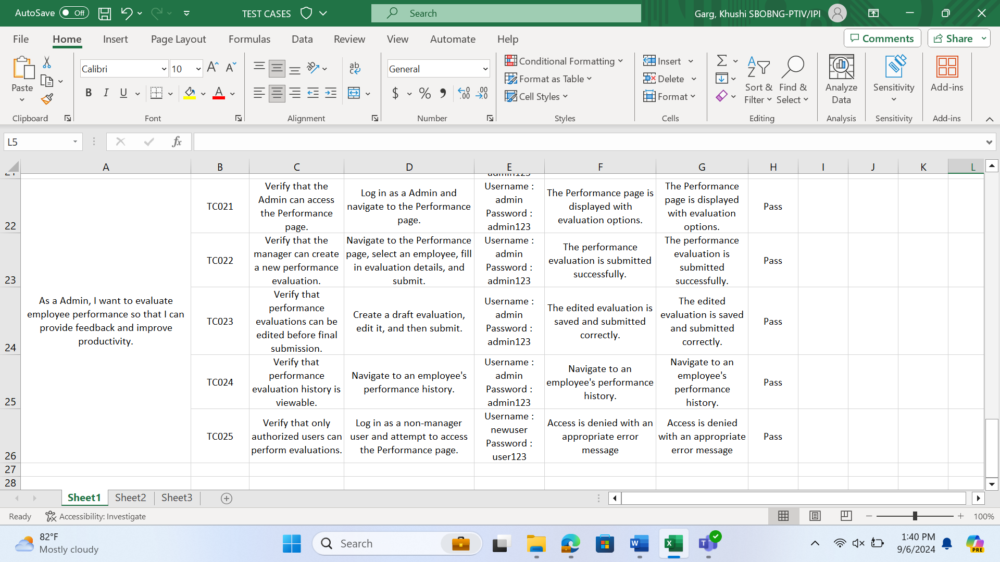 AutoSave Off
TEST CASES
Search
Garg, Khushi SBOBNG-PTIV/IPI
File Home Insert Page Layout Formulas Data Review View Automate Help
Comments Share
Paste
Clipboard
Calibri 10
B I U
Font
ab
Alignment
General
$ % 9 .00
Number
Conditional Formatting
Format as Table
Cell Styles
Styles
Insert
Delete
Format
Cells
Sort &
Filter
Find &
Select
Editing
Analyze
Data
Analysis
Sensitivity
Sensitivity
Add-ins
Add-ins
L5
fx
A B C D E F G H I J K L
admin123
22
As a Admin, I want to evaluate
employee performance so that I can
provide feedback and improve
productivity.
TC021
Verify that the
Admin can access
the Performance
page.
Log in as a Admin and
navigate to the Performance
page.
Username :
admin
Password :
admin123
The Performance page is
displayed with
evaluation options.
The Performance
page is displayed
with evaluation
options.
Pass
23
TC022
Verify that the
manager can create
a new performance
evaluation.
Navigate to the Performance
page, select an employee, fill
in evaluation details, and
submit.
Username :
admin
Password :
admin123
The performance
evaluation is submitted
successfully.
The performance
evaluation is
submitted
successfully.
Pass
24
TC023
Verify that
performance
evaluations can be
edited before final
submission.
Create a draft evaluation,
edit it, and then submit.
Username :
admin
Password :
admin123
The edited evaluation is
saved and submitted
correctly.
The edited
evaluation is saved
and submitted
correctly.
Pass
25
TC024
Verify that
performance
evaluation history is
viewable.
Navigate to an employee's
performance history.
Username :
admin
Password :
admin123
Navigate to an
employee's performance
history.
Navigate to an
employee's
performance
history.
Pass
26
TC025
Verify that only
authorized users can
perform evaluations.
Log in as a non-manager
user and attempt to access
the Performance page.
Username :
newuser
Password :
user123
Access is denied with an
appropriate error
message
Access is denied
with an appropriate
error message
Pass
27
28
Sheet1 Sheet2 Sheet3
Ready Accessibility: Investigate
100%
82°F
Mostly cloudy
Search
1:40 PM
9/6/2024
PRE